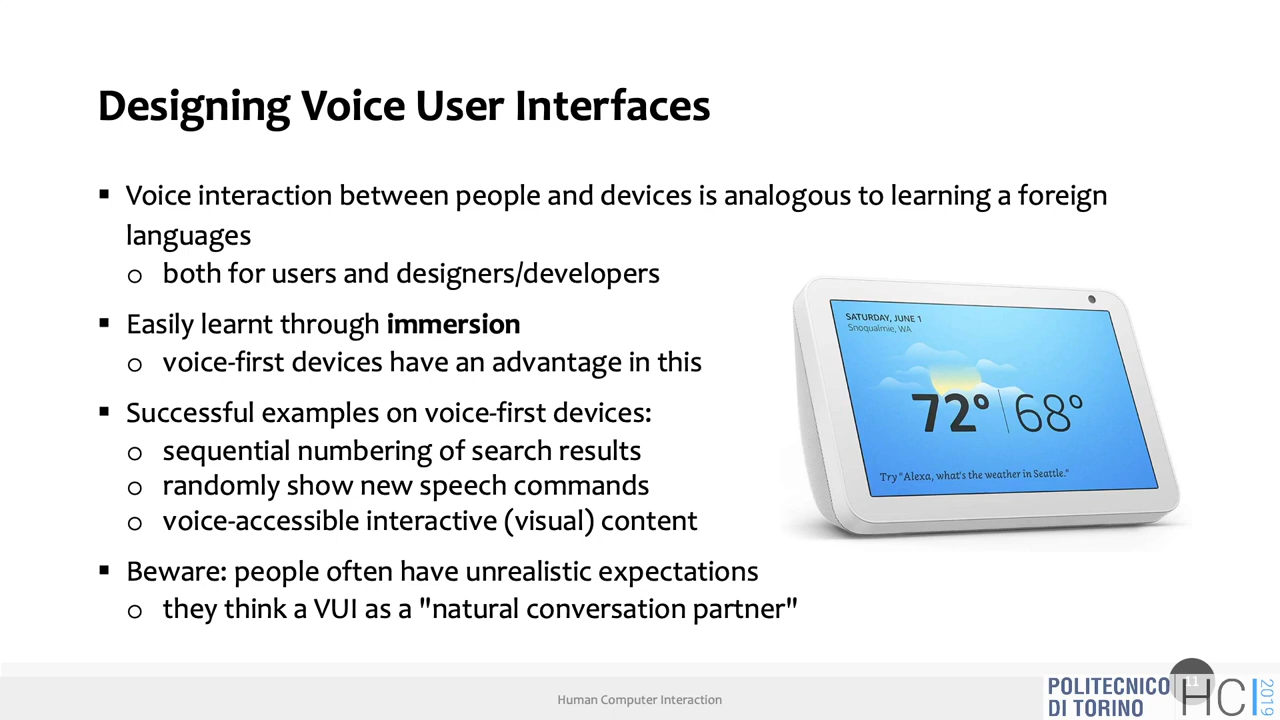 Designing Voice User Interfaces
▪ Voice interaction between people and devices is analogous to learning a foreign
languages
o both for users and designers/developers
▪ Easily learnt through immersion
o voice-first devices have an advantage in this
▪ Successful examples on voice-first devices:
o sequential numbering of search results
o randomly show new speech commands
o voice-accessible interactive (visual) content
▪ Beware: people often have unrealistic expectations
o they think a VUI as a "natural conversation partner"
SATURDAY, JUNE 1
Snoqualmie, WA
72° 68°
Try "Alexa, what's the weather in Seattle."
Human Computer Interaction
POLITECNICO
DI TORINO
11
HCI
2019